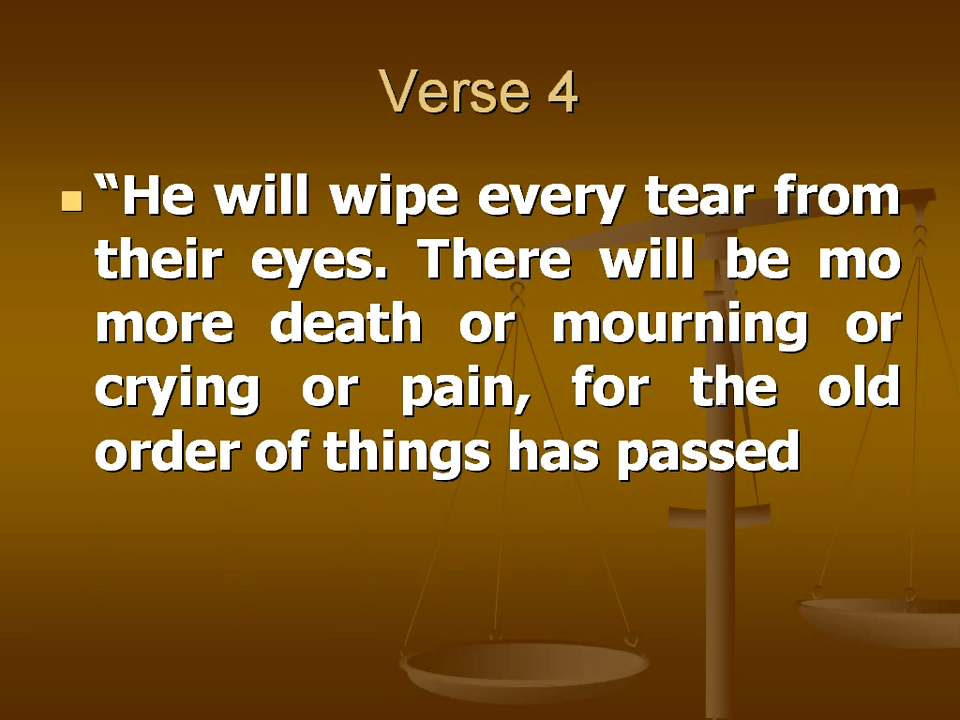 Verse 4
“He will wipe every tear from
their eyes. There will be mo
more death or mourning or
crying or pain, for the old
order of things has passed